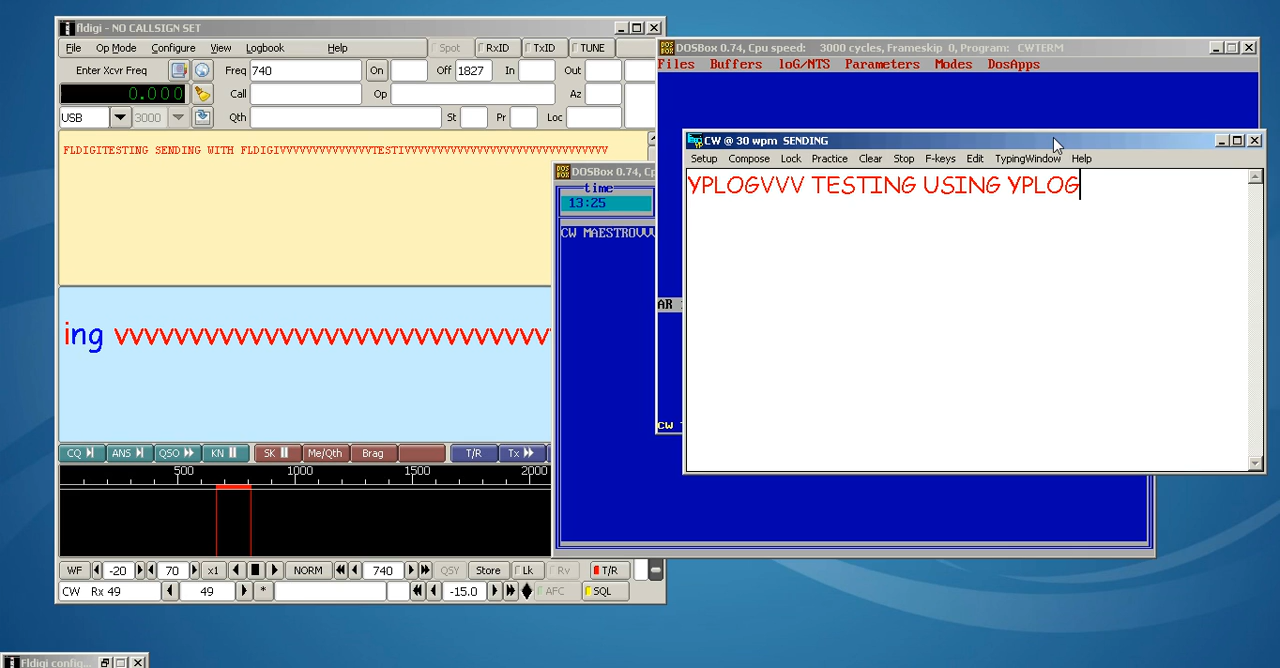 fldigi - NO CALLSIGN SET
File Op Mode Configure View Logbook Help Spot RxID TxID TUNE
Enter Xcvr Freq Freq 740 On Off 1827 In Out
0.000 Call Op Az
USB 3000 Qth St Pr Loc
FLDIGITESTING SENDING WITH FLDIGIVVVVVVVVVVVVVVTESTIVVVVVVVVVVVVVVVVVVVVVVVVVVVVVV
ing VVVVVVVVVVVVVVVVVVVVVVVVVVVVV
CQ ANS QSO KN SK Me/Qth Brag T/R Tx
500 1000 1500 2000
WF -20 70 x1 NORM 740 QSY Store Lk Rv T/R
CW Rx 49 49 * -15.0 AFC SQL
Fldigi config...
DOSBox 0.74, Cp
time
13:25
CW MAESTROVVV
DOSBox 0.74, Cpu speed: 3000 cycles, Frameskip 0, Program: CWTERM
Files Buffers loG/NTS Parameters Modes DosApps
AR
CW
CW @ 30 wpm SENDING
Setup Compose Lock Practice Clear Stop F-keys Edit TypingWindow Help
YPLOGVVV TESTING USING YPLOG